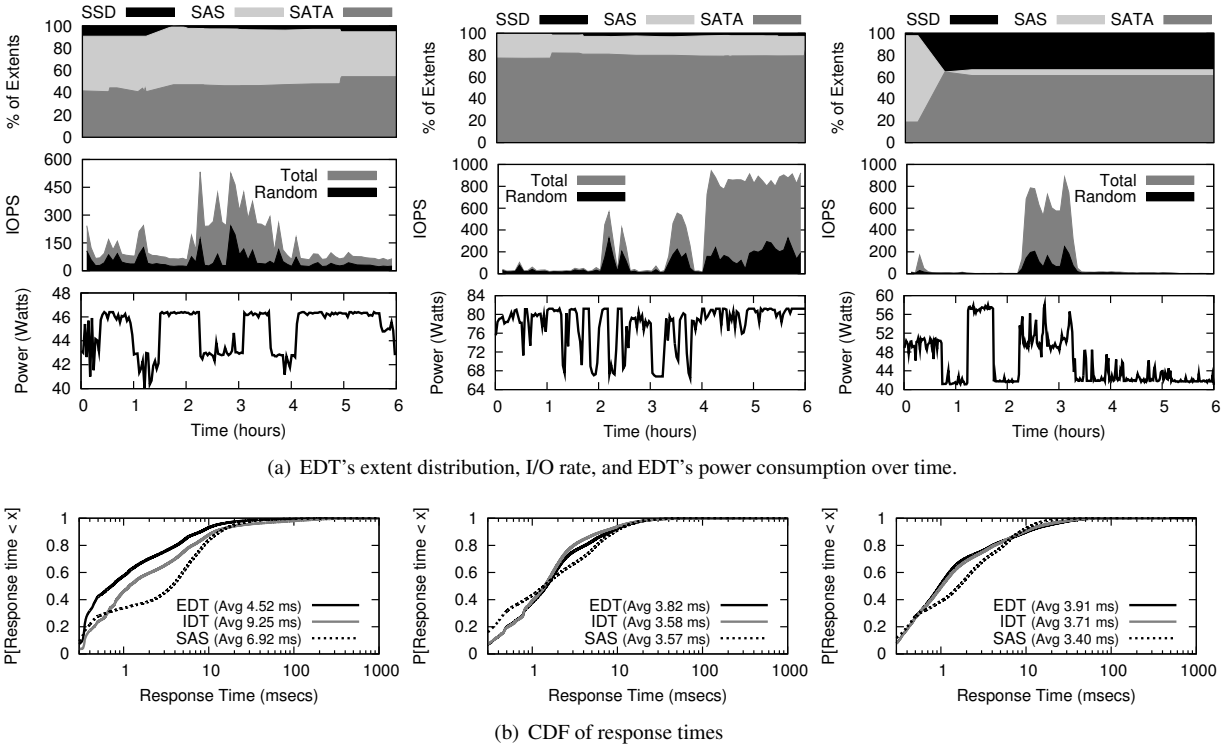 SSD SAS SATA
% of Extents
100
80
60
40
20
0
IOPS
600
450
300
150
0
Total
Random
Power (Watts)
48
46
44
42
40
0 1 2 3 4 5 6
Time (hours)
SSD SAS SATA
% of Extents
100
80
60
40
20
0
IOPS
1000
800
600
400
200
0
Total
Random
Power (Watts)
84
80
76
72
68
64
0 1 2 3 4 5 6
Time (hours)
SSD SAS SATA
% of Extents
100
80
60
40
20
0
IOPS
1000
800
600
400
200
0
Total
Random
Power (Watts)
60
56
52
48
44
40
0 1 2 3 4 5 6
Time (hours)
(a) EDT's extent distribution, I/O rate, and EDT's power consumption over time.
P[Response time < x]
1
0.8
0.6
0.4
0.2
0
EDT (Avg 4.52 ms)
IDT (Avg 9.25 ms)
SAS (Avg 6.92 ms)
1 10 100 1000
Response Time (msecs)
P[Response time < x]
1
0.8
0.6
0.4
0.2
0
EDT (Avg 3.82 ms)
IDT (Avg 3.58 ms)
SAS (Avg 3.57 ms)
1 10 100 1000
Response Time (msecs)
P[Response time < x]
1
0.8
0.6
0.4
0.2
0
EDT (Avg 3.91 ms)
IDT (Avg 3.71 ms)
SAS (Avg 3.40 ms)
1 10 100 1000
Response Time (msecs)
(b) CDF of response times